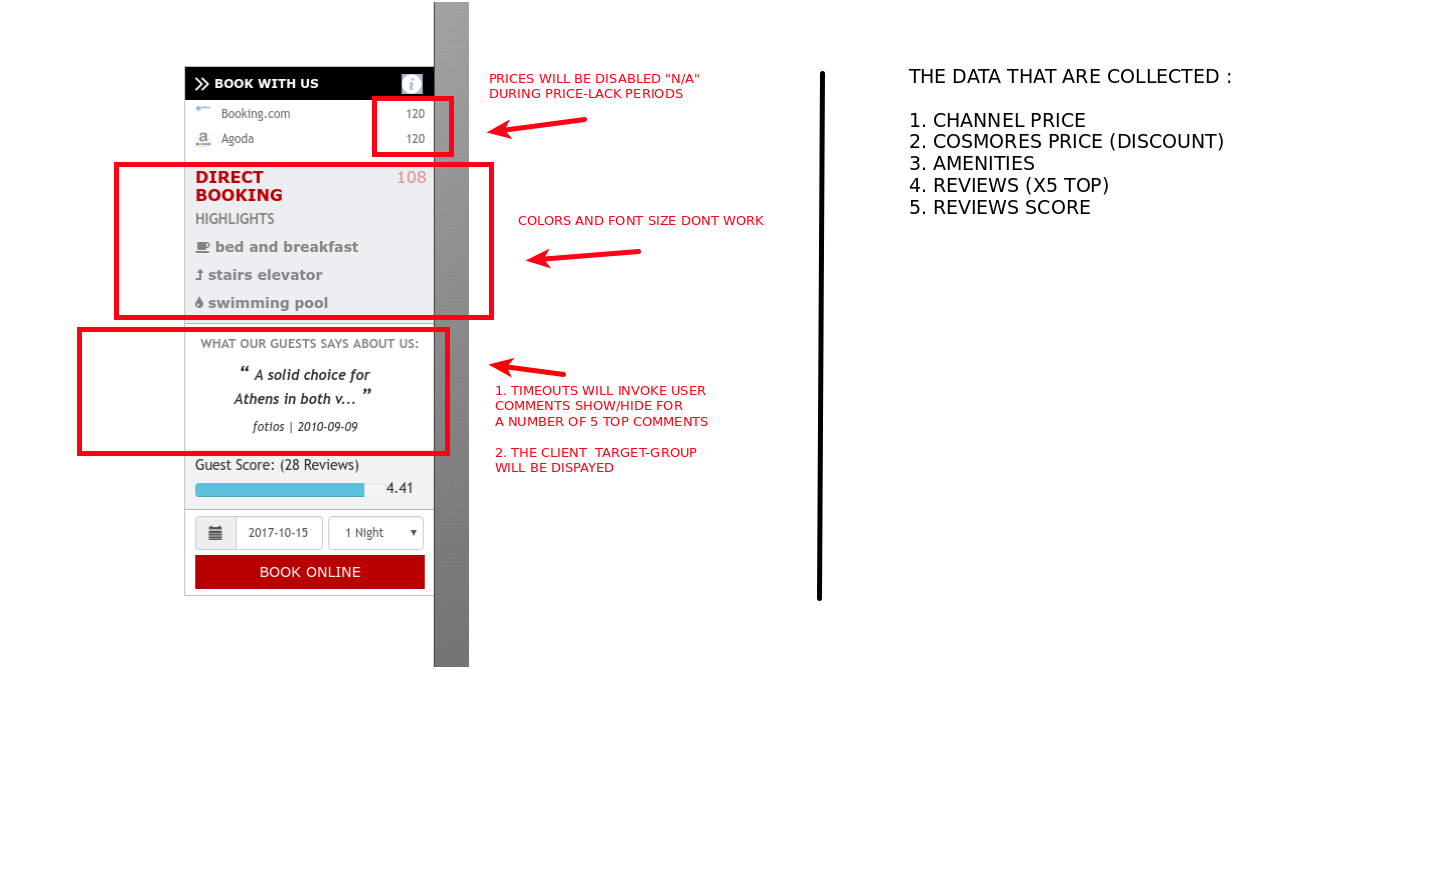 BOOK WITH US
Booking.com 120
Agoda 120
DIRECT 108
BOOKING
HIGHLIGHTS
bed and breakfast
stairs elevator
swimming pool
WHAT OUR GUESTS SAYS ABOUT US:
“ A solid choice for
Athens in both v... ”
fotios | 2010-09-09
Guest Score: (28 Reviews)
4.41
2017-10-15 1 Night
BOOK ONLINE
PRICES WILL BE DISABLED "N/A"
DURING PRICE-LACK PERIODS
COLORS AND FONT SIZE DONT WORK
1. TIMEOUTS WILL INVOKE USER
COMMENTS SHOW/HIDE FOR
A NUMBER OF 5 TOP COMMENTS
2. THE CLIENT TARGET-GROUP
WILL BE DISPAYED
THE DATA THAT ARE COLLECTED :
1. CHANNEL PRICE
2. COSMORES PRICE (DISCOUNT)
3. AMENITIES
4. REVIEWS (X5 TOP)
5. REVIEWS SCORE